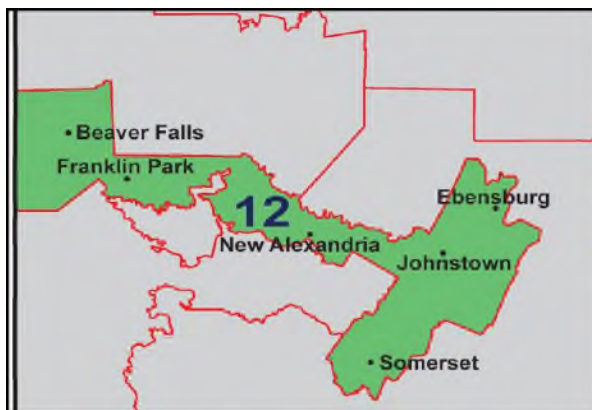 Beaver Falls
Franklin Park
Ebensburg
12
New Alexandria
Johnstown
Somerset